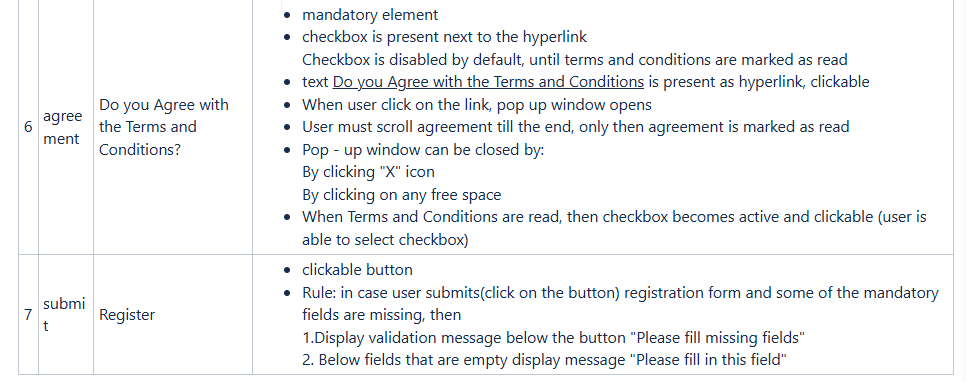 mandatory element
checkbox is present next to the hyperlink
Checkbox is disabled by default, until terms and conditions are marked as read
text Do you Agree with the Terms and Conditions is present as hyperlink, clickable
When user click on the link, pop up window opens
User must scroll agreement till the end, only then agreement is marked as read
Pop - up window can be closed by:
By clicking "X" icon
By clicking on any free space
When Terms and Conditions are read, then checkbox becomes active and clickable (user is
able to select checkbox)
6
agree
ment
Do you Agree with
the Terms and
Conditions?
7
submi
t
Register
clickable button
Rule: in case user submits(click on the button) registration form and some of the mandatory
fields are missing, then
1.Display validation message below the button "Please fill missing fields"
2. Below fields that are empty display message "Please fill in this field"